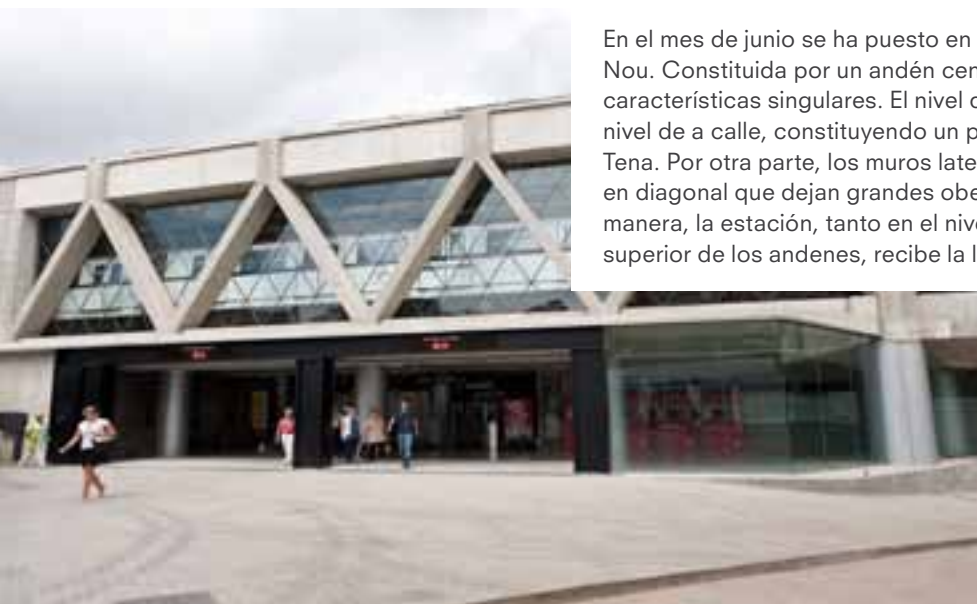 En el mes de junio se ha puesto en
Nou. Constituida por un andén cen
características singulares. El nivel
nivel de a calle, constituyendo un p
Tena. Por otra parte, los muros late
en diagonal que dejan grandes obe
manera, la estación, tanto en el nive
superior de los andenes, recibe la l